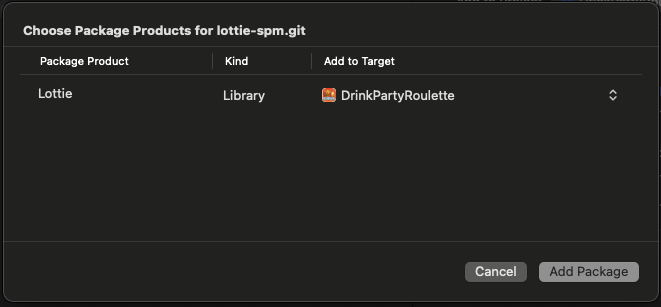 Choose Package Products for lottie-spm.git
Package Product Kind Add to Target
Lottie Library DrinkPartyRoulette
Cancel Add Package